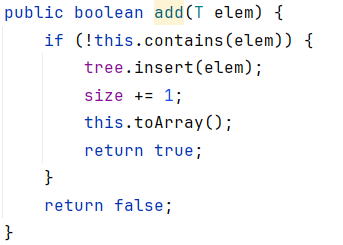 public boolean add(T elem) {
    if (!this.contains(elem)) {
        tree.insert(elem);
        size += 1;
        this.toArray();
        return true;
    }
    return false;
}